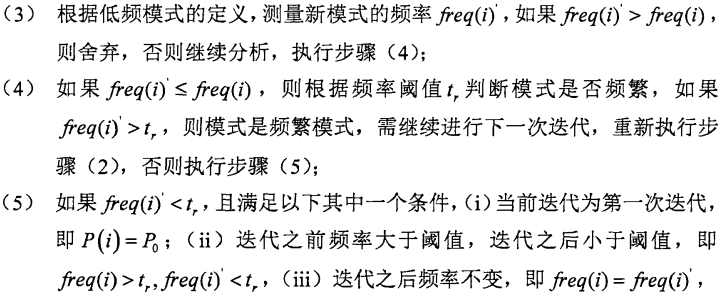 （3） 根据低频模式的定义，测量新模式的频率 freq(i)'，如果 freq(i)' > freq(i)，
则舍弃，否则继续分析，执行步骤（4）；
（4） 如果 freq(i)' ≤ freq(i)，则根据频率阈值 t_r 判断模式是否频繁，如果
freq(i)' > t_r，则模式是频繁模式，需继续进行下一次迭代，重新执行步
骤（2），否则执行步骤（5）；
（5） 如果 freq(i)' < t_r，且满足以下其中一个条件，（i）当前迭代为第一次迭代，
即 P(i) = P_0；（ii）迭代之前频率大于阈值，迭代之后小于阈值，即
freq(i) > t_r, freq(i)' < t_r，（iii）迭代之后频率不变，即 freq(i) = freq(i)'，